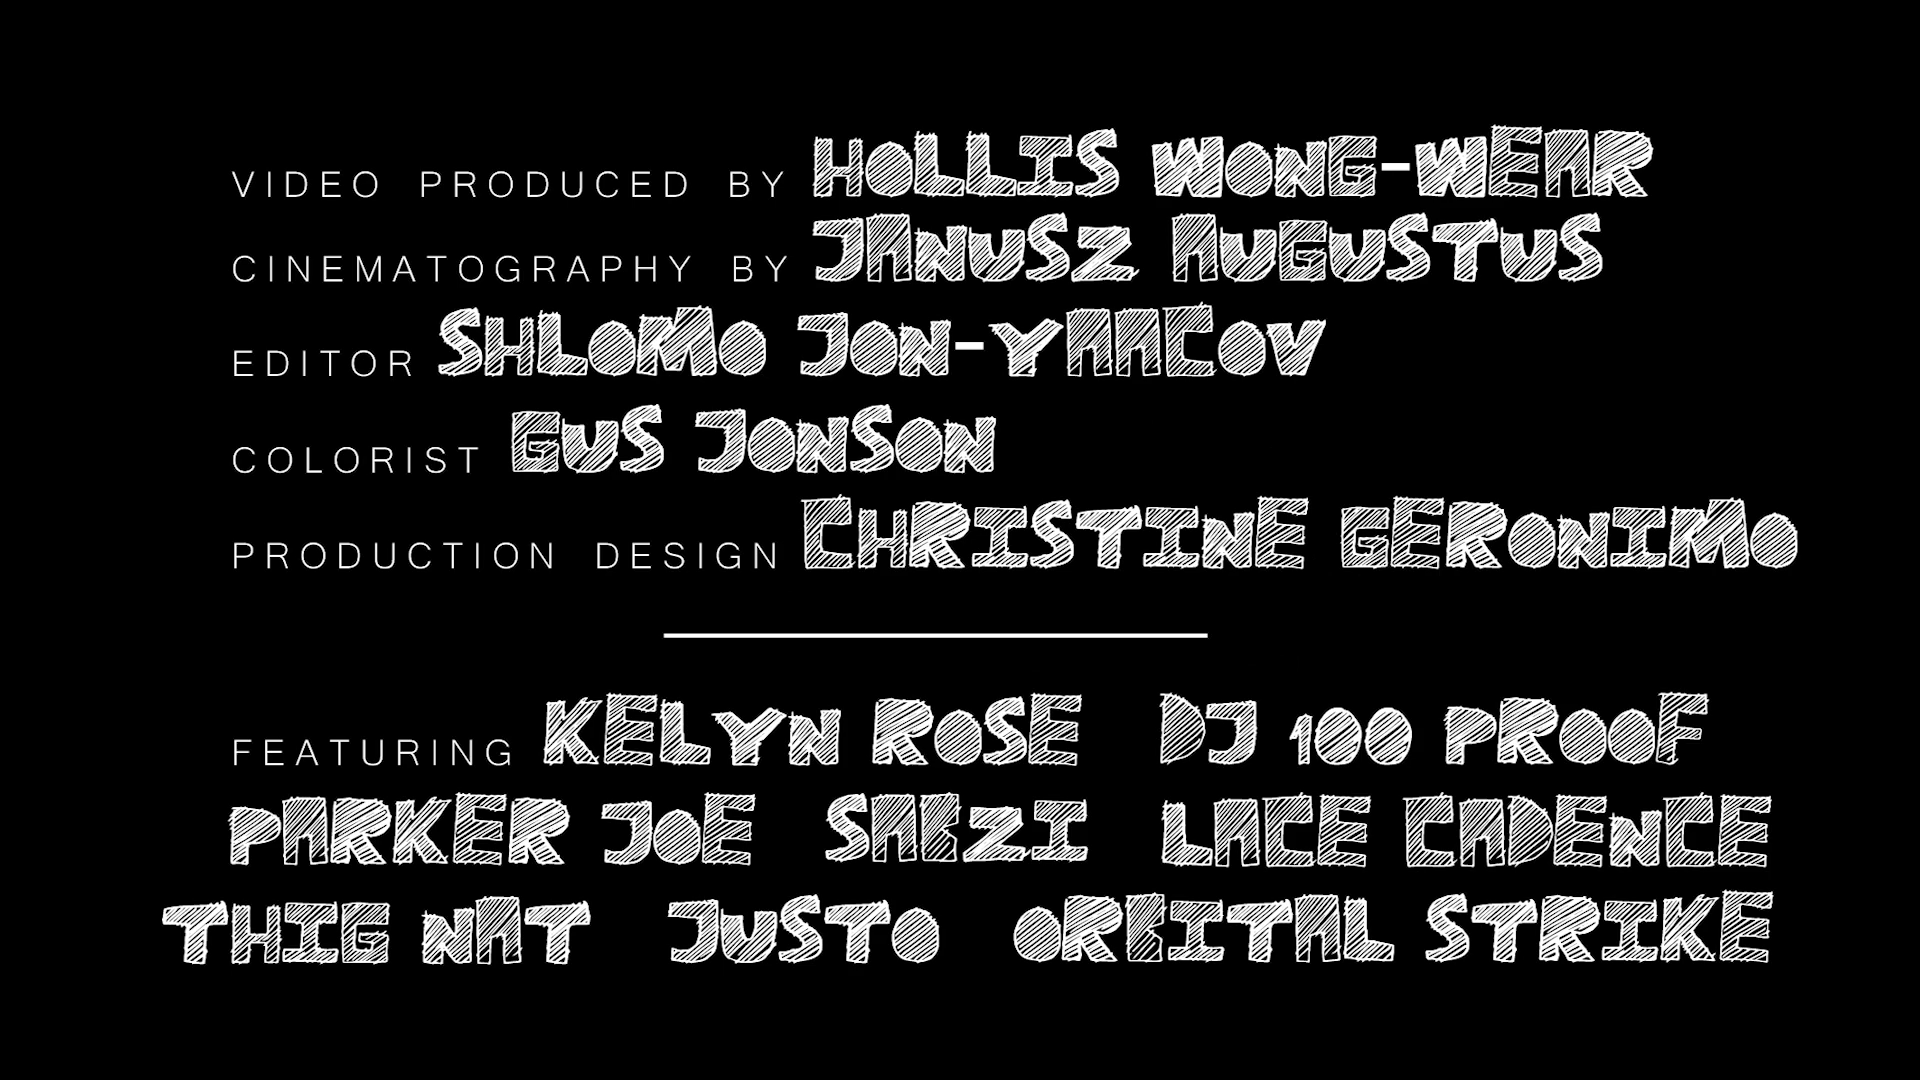 VIDEO PRODUCED BY HOLLIS WONG-WEAR
CINEMATOGRAPHY BY JANUSZ AUGUSTUS
EDITOR SHLOMO JON-YAACOV
COLORIST GUS JONSON
PRODUCTION DESIGN CHRISTINE GERONIMO
FEATURING KELYN ROSE DJ 100 PROOF
PARKER JOE SABZI LACE CADENCE
THIG NAT JUSTO ORBITAL STRIKE